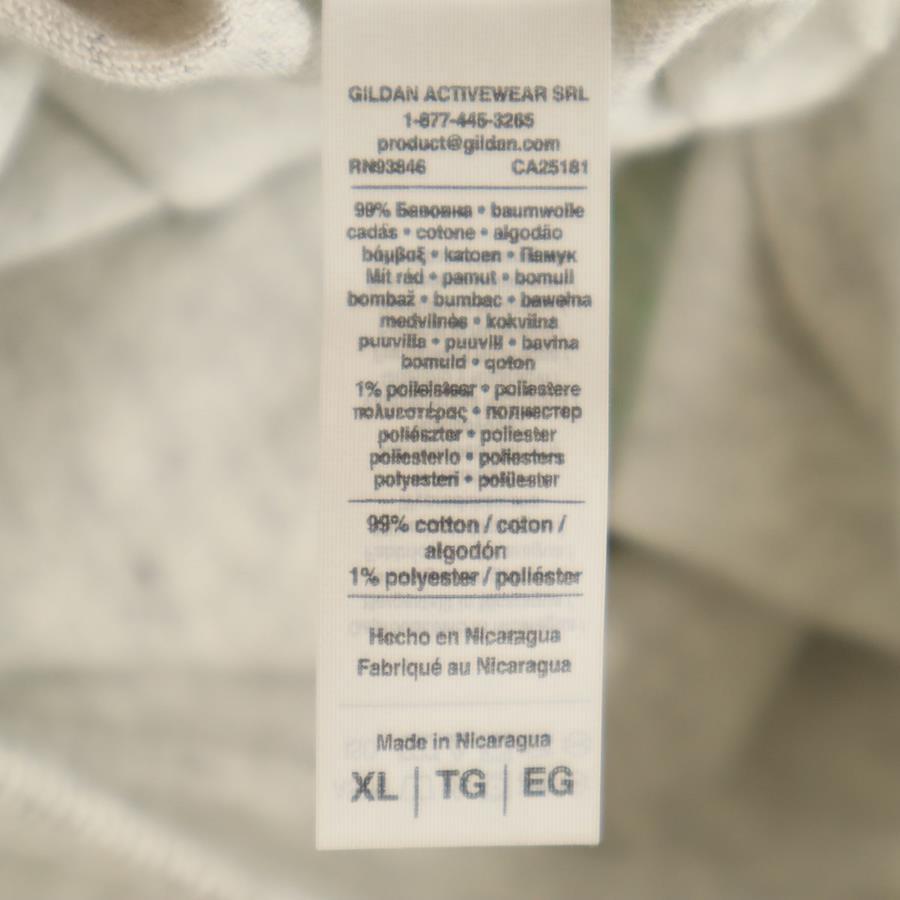 GILDAN ACTIVEWEAR SRL
1-877-445-3265
product@gildan.com
RN93846 CA25181
99% Бавовна • baumwolle
cadás • cotone • algodão
βάμβαξ • katoen • Памук
Mit rád • pamut • bomull
bombaž • bumbac • bawełna
medvilnės • kokvilna
puuvilla • puuvill • bavlna
bomuld • qoton
1% poileistear • poliestere
πολυεστέρας • полиестер
poliészter • poliester
poliesterio • poliesters
polyesteri • polüester
99% cotton / coton /
algodón
1% polyester / poliéster
Hecho en Nicaragua
Fabriqué au Nicaragua
Made in Nicaragua
XL | TG | EG